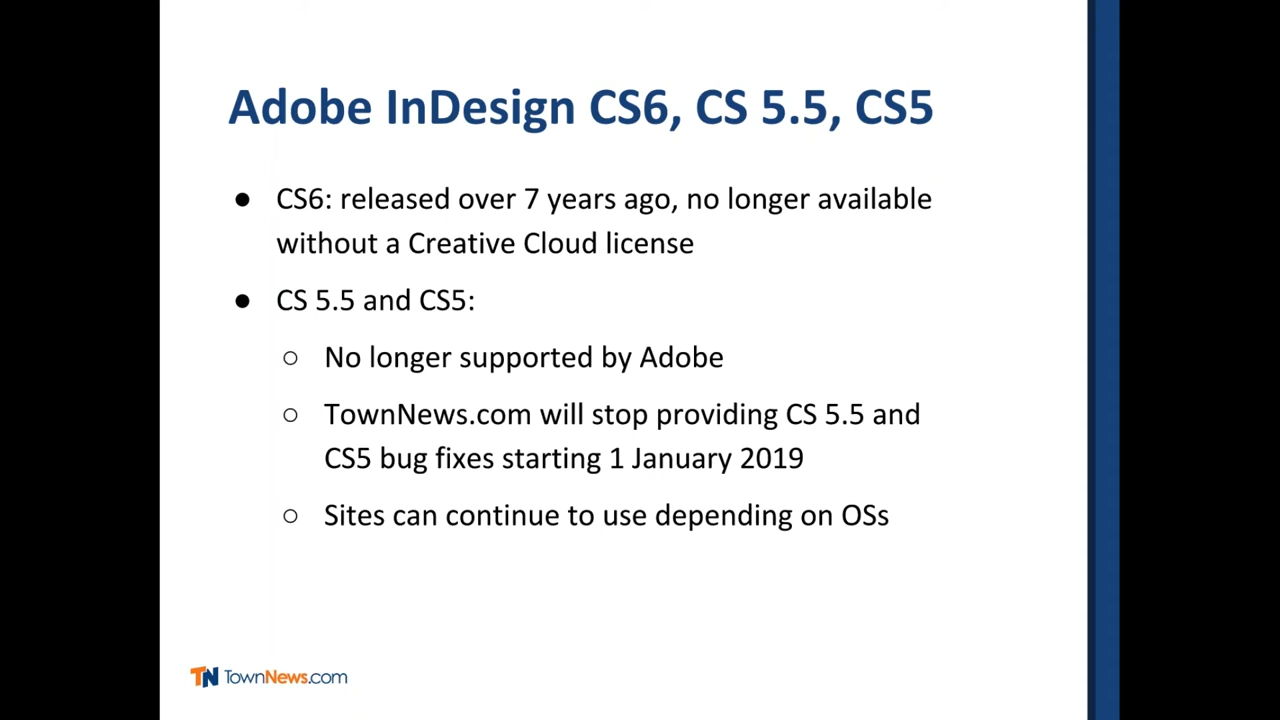 Adobe InDesign CS6, CS 5.5, CS5
● CS6: released over 7 years ago, no longer available
without a Creative Cloud license
● CS 5.5 and CS5:
○ No longer supported by Adobe
○ TownNews.com will stop providing CS 5.5 and
CS5 bug fixes starting 1 January 2019
○ Sites can continue to use depending on OSs
TN TownNews.com